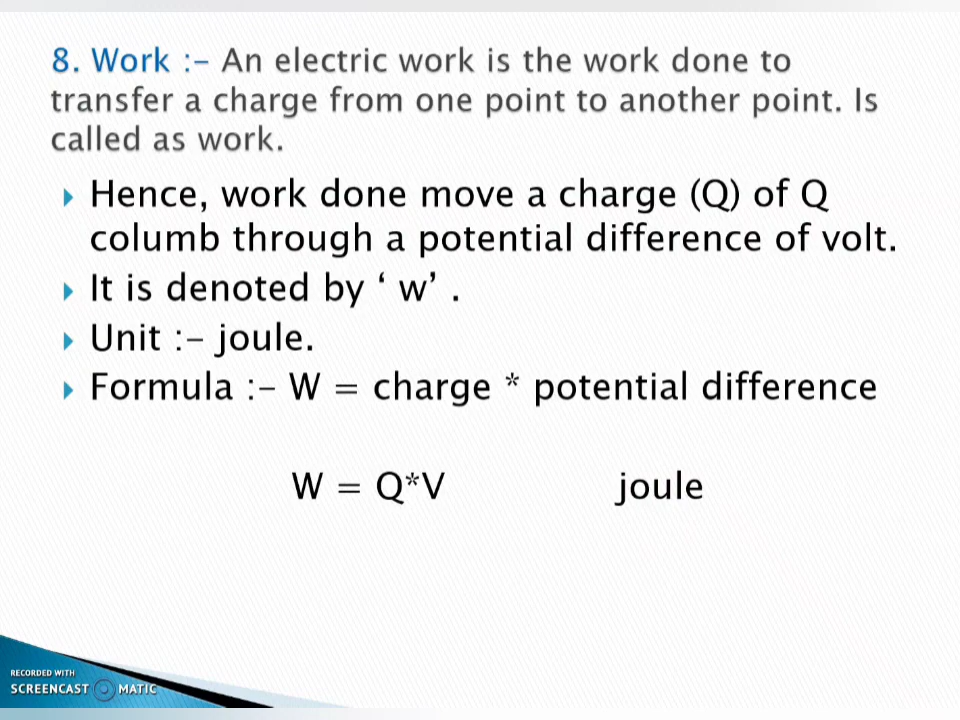 8. Work :- An electric work is the work done to
transfer a charge from one point to another point. Is
called as work.
Hence, work done move a charge (Q) of Q
columb through a potential difference of volt.
It is denoted by ‘ w’ .
Unit :- joule.
Formula :- W = charge * potential difference
W = Q*V joule
RECORDED WITH
SCREENCAST MATIC